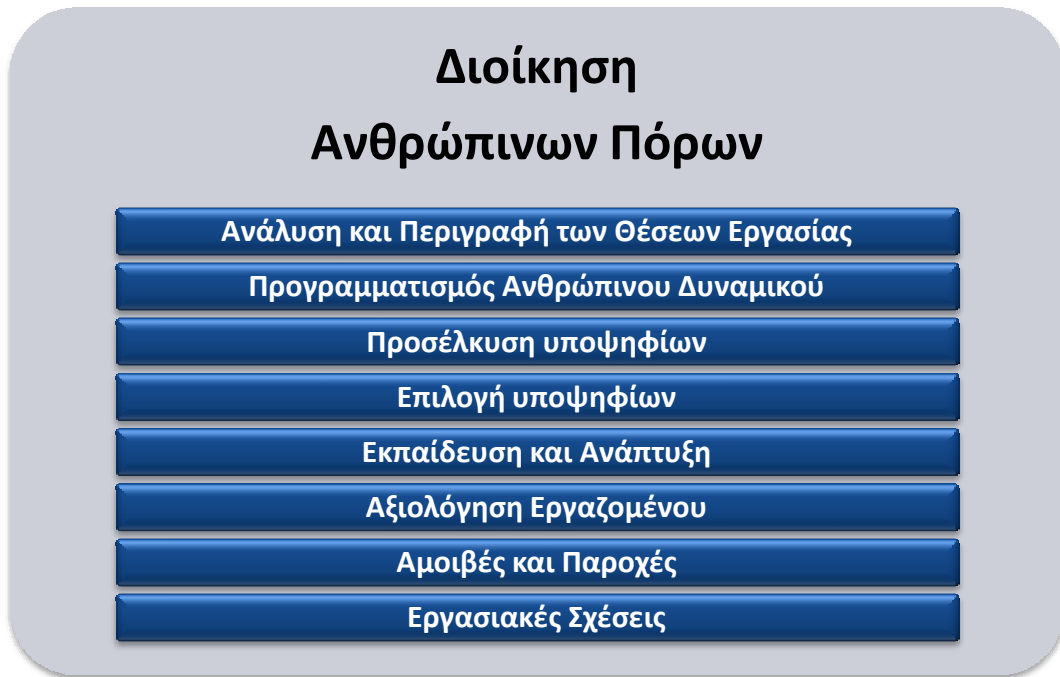 Διοίκηση
Ανθρώπινων Πόρων
Ανάλυση και Περιγραφή των Θέσεων Εργασίας
Προγραμματισμός Ανθρώπινου Δυναμικού
Προσέλκυση υποψηφίων
Επιλογή υποψηφίων
Εκπαίδευση και Ανάπτυξη
Αξιολόγηση Εργαζομένου
Αμοιβές και Παροχές
Εργασιακές Σχέσεις